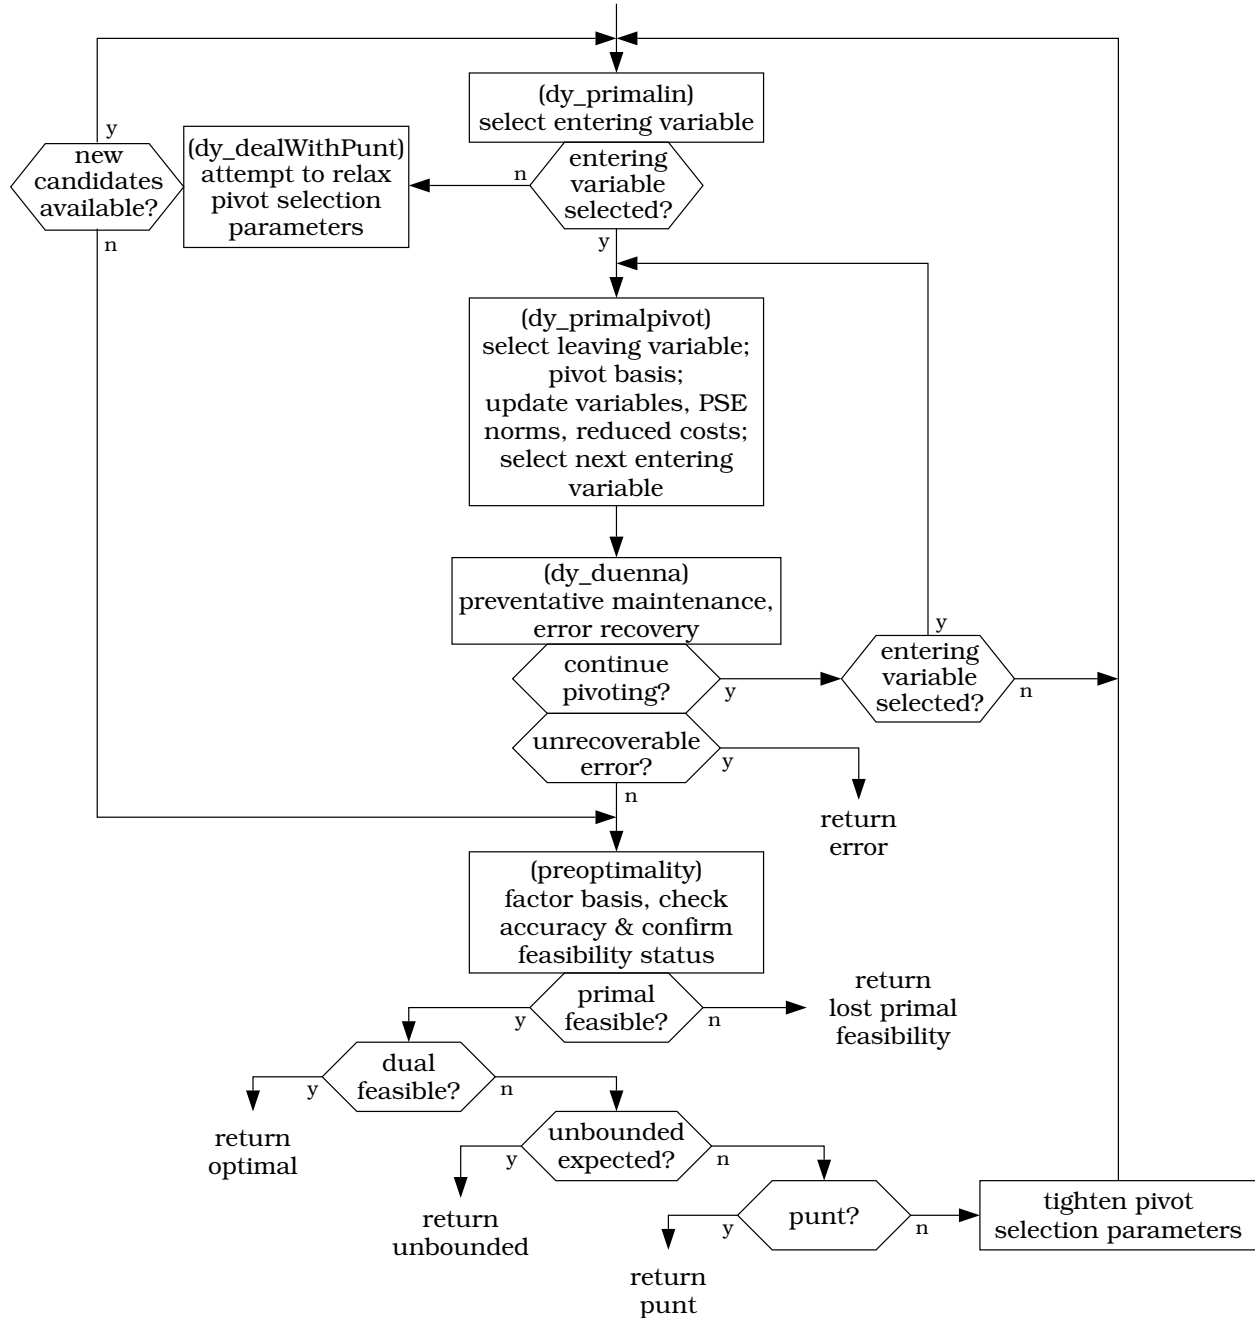 (dy_primalin)
select entering variable
y
new
candidates
available?
n
(dy_dealWithPunt)
attempt to relax
pivot selection
parameters
n
entering
variable
selected?
y
(dy_primalpivot)
select leaving variable;
pivot basis;
update variables, PSE
norms, reduced costs;
select next entering
variable
(dy_duenna)
preventative maintenance,
error recovery
continue
pivoting?
y
y
entering
variable
selected?
n
unrecoverable
error?
y
n
return
error
(preoptimality)
factor basis, check
accuracy & confirm
feasibility status
primal
feasible?
y
n
return
lost primal
feasibility
dual
feasible?
y
n
return
optimal
unbounded
expected?
y
n
return
unbounded
punt?
y
n
return
punt
tighten pivot
selection parameters